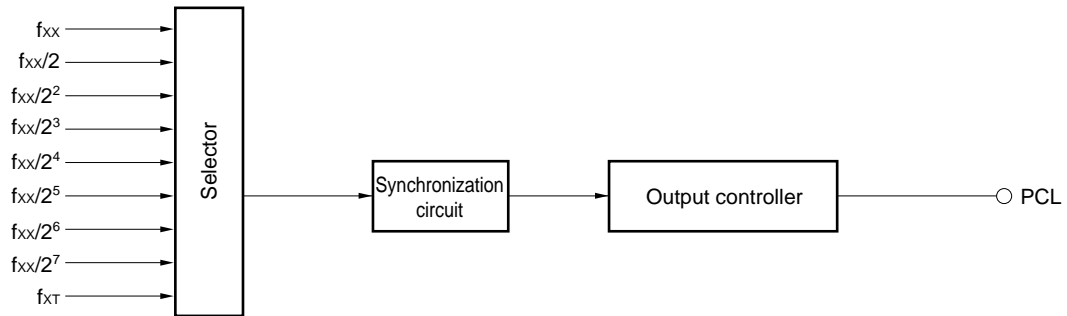 fXX
fXX/2
fXX/2²
fXX/2³
fXX/2⁴
fXX/2⁵
fXX/2⁶
fXX/2⁷
fXT
Selector
Synchronization
circuit
Output controller
PCL